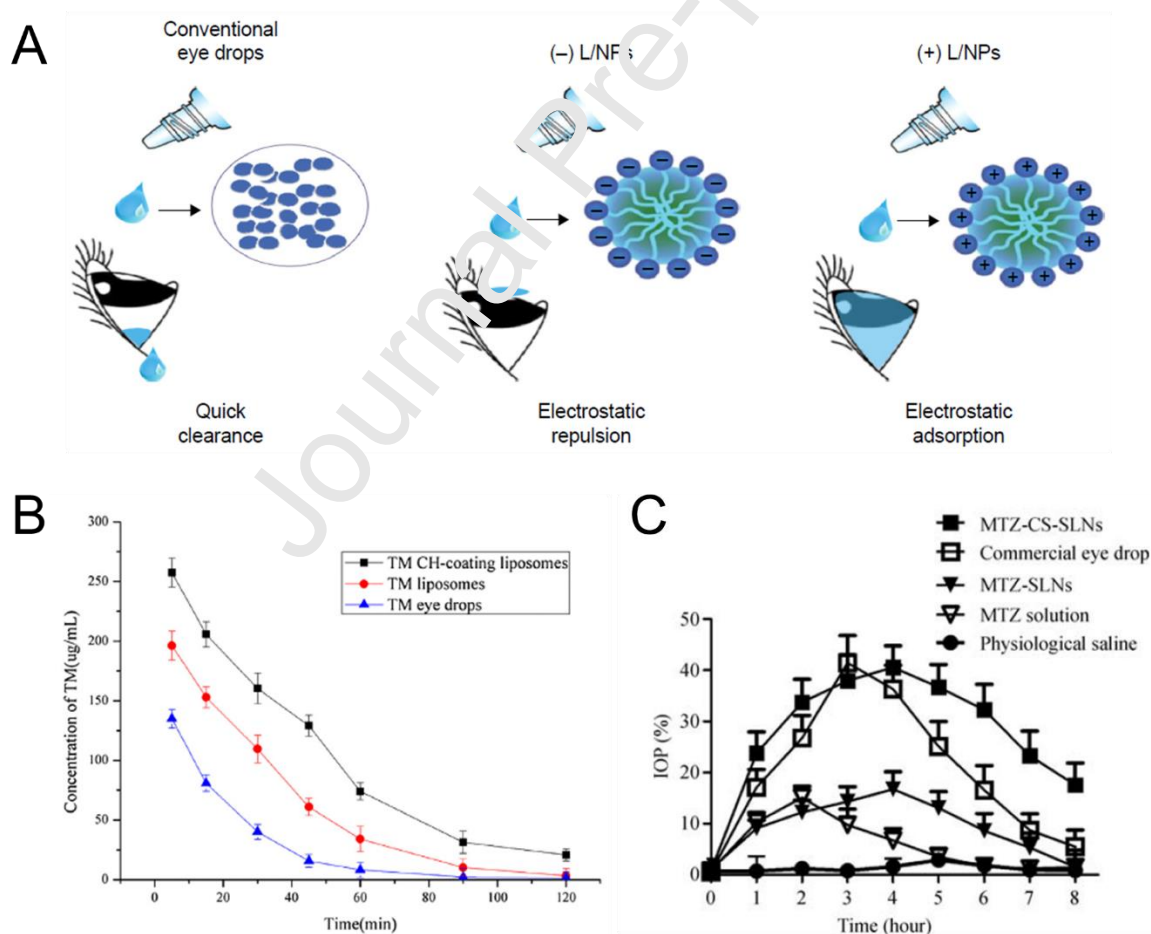 A
Conventional
eye drops
(−) L/NPs
(+) L/NPs
Quick
clearance
Electrostatic
repulsion
Electrostatic
adsorption
Journal Pre-
B
300
250
200
150
100
50
0
Concentration of TM(ug/mL)
TM CH-coating liposomes
TM liposomes
TM eye drops
0 20 40 60 80 100 120
Time(min)
C
MTZ-CS-SLNs
Commercial eye drop
MTZ-SLNs
MTZ solution
Physiological saline
50
40
30
20
10
0
IOP (%)
0 1 2 3 4 5 6 7 8
Time (hour)